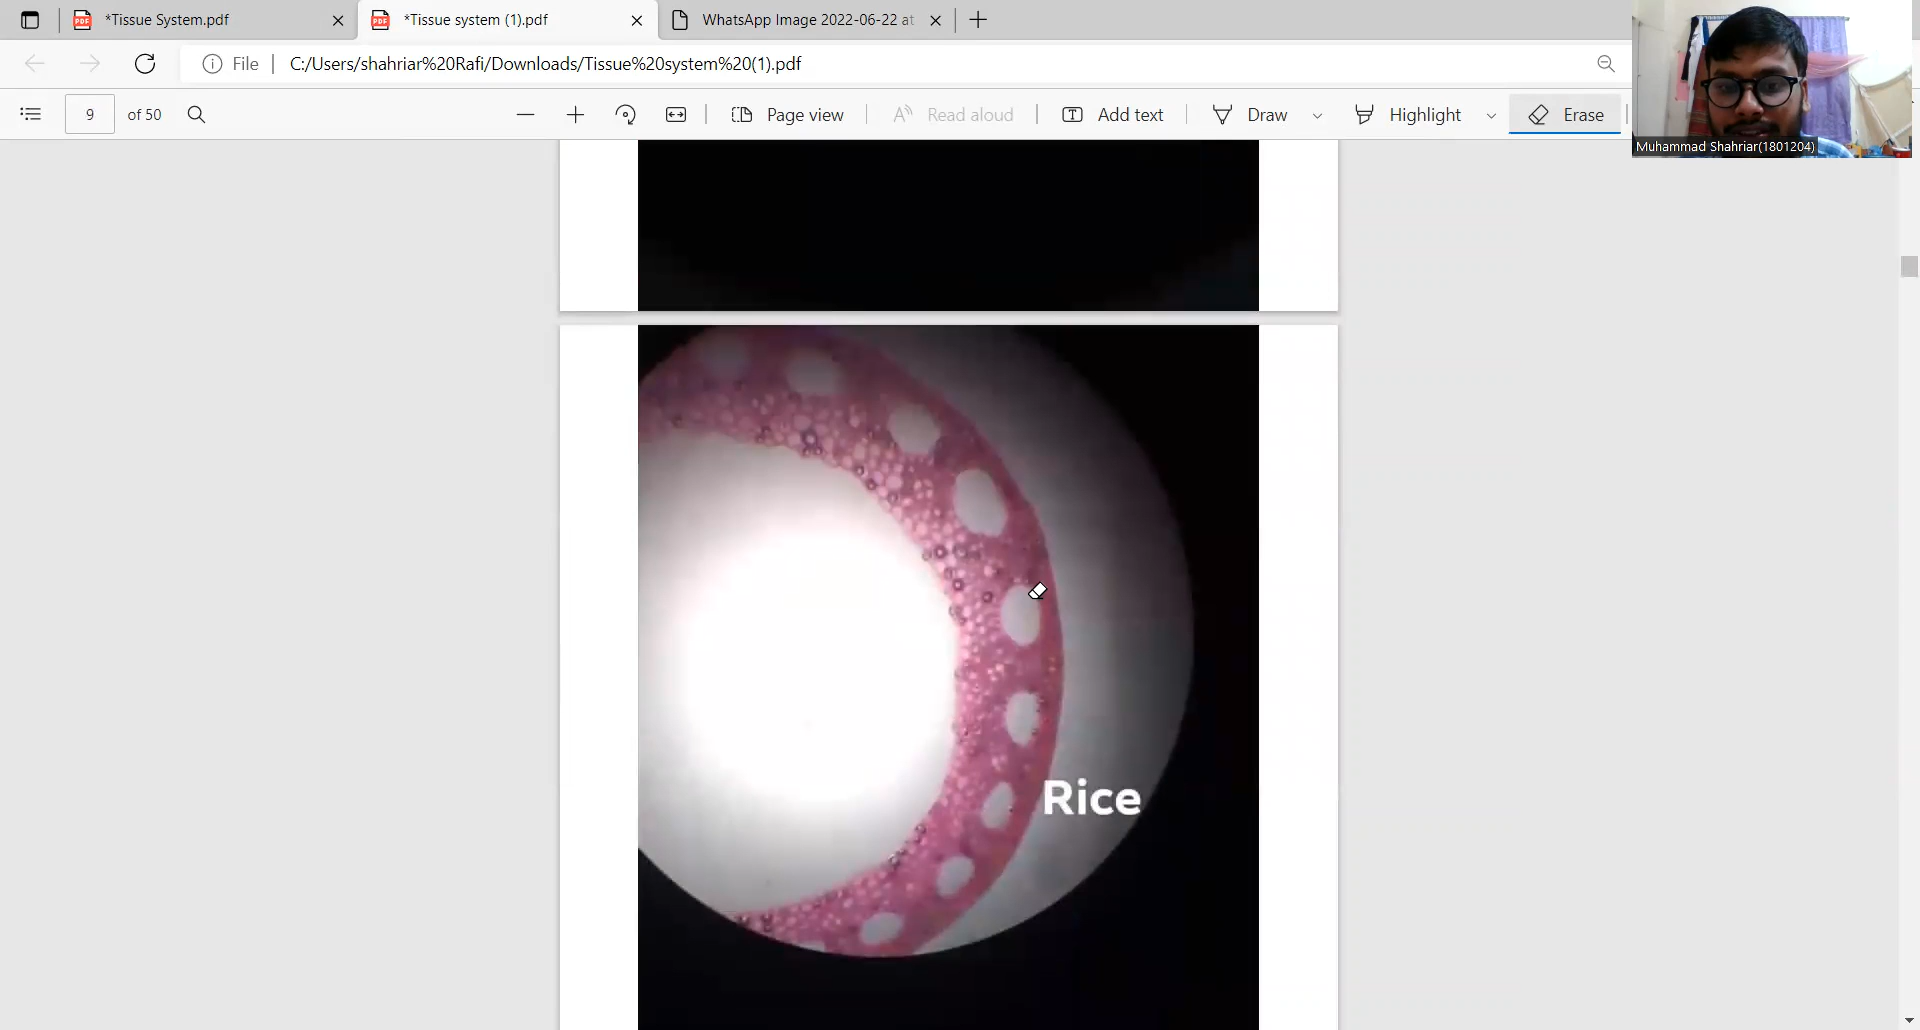 *Tissue System.pdf
*Tissue system (1).pdf
WhatsApp Image 2022-06-22 at
File
C:/Users/shahriar%20Rafi/Downloads/Tissue%20system%20(1).pdf
9 of 50
Page view
Read aloud
Add text
Draw
Highlight
Erase
Muhammad Shahriar(1801204)
Rice